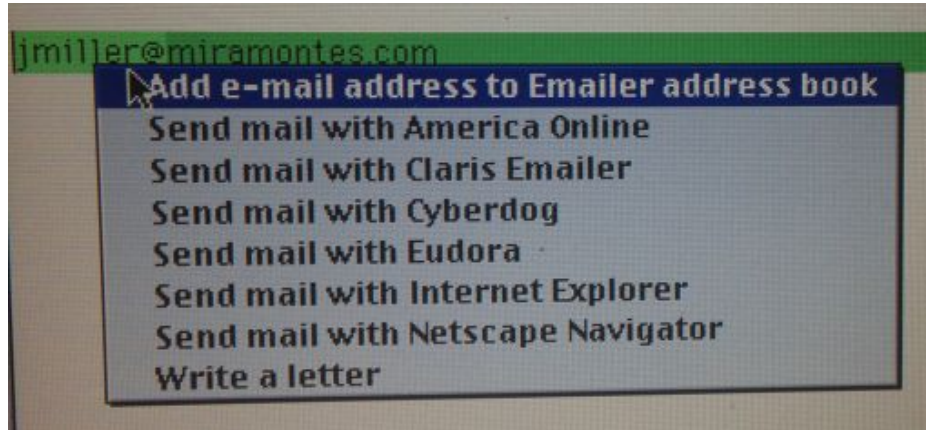 jmiller@miramontes.com
Add e-mail address to Emailer address book
Send mail with America Online
Send mail with Claris Emailer
Send mail with Cyberdog
Send mail with Eudora
Send mail with Internet Explorer
Send mail with Netscape Navigator
Write a letter